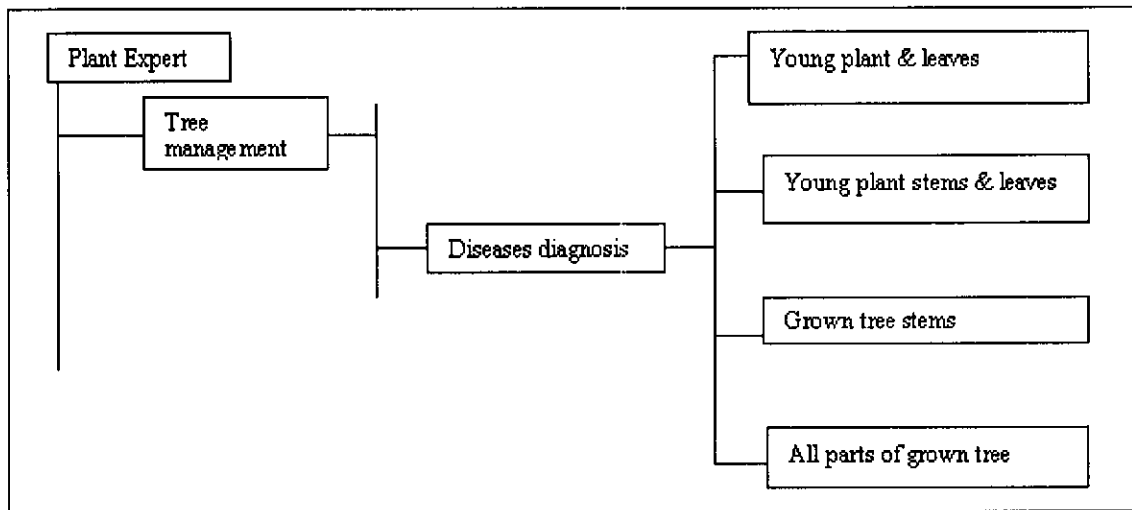 Plant Expert
Tree
management
Diseases diagnosis
Young plant & leaves
Young plant stems & leaves
Grown tree stems
All parts of grown tree